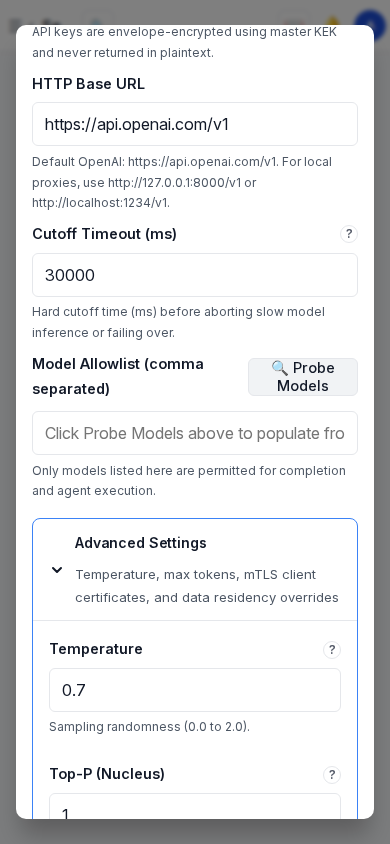 API keys are envelope-encrypted using master KEK
and never returned in plaintext.
HTTP Base URL
https://api.openai.com/v1
Default OpenAI: https://api.openai.com/v1. For local
proxies, use http://127.0.0.1:8000/v1 or
http://localhost:1234/v1.
Cutoff Timeout (ms) ?
30000
Hard cutoff time (ms) before aborting slow model
inference or failing over.
Model Allowlist (comma
separated)
🔍 Probe
Models
Click Probe Models above to populate fro
Only models listed here are permitted for completion
and agent execution.
Advanced Settings
Temperature, max tokens, mTLS client
certificates, and data residency overrides
Temperature ?
0.7
Sampling randomness (0.0 to 2.0).
Top-P (Nucleus) ?
1